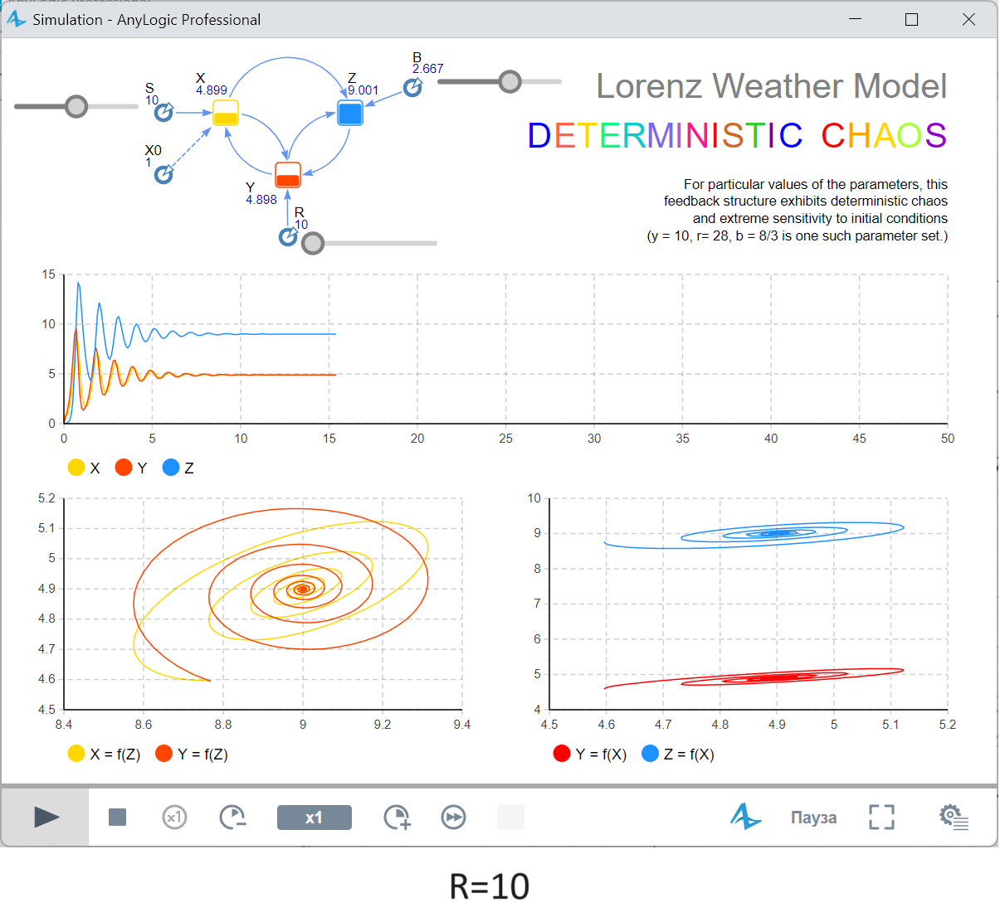 Simulation - AnyLogic Professional
B
2.667
X
4.899
Z
9.001
S
10
X0
1
Y
4.898
R
10
Lorenz Weather Model
DETERMINISTIC CHAOS
For particular values of the parameters, this
feedback structure exhibits deterministic chaos
and extreme sensitivity to initial conditions
(y = 10, r= 28, b = 8/3 is one such parameter set.)
15
10
5
0
0 5 10 15 20 25 30 35 40 45 50
X Y Z
5.2
5.1
5
4.9
4.8
4.7
4.6
4.5
8.4 8.6 8.8 9 9.2 9.4
X = f(Z) Y = f(Z)
10
9
8
7
6
5
4
4.5 4.6 4.7 4.8 4.9 5 5.1 5.2
Y = f(X) Z = f(X)
x1 x1 Пауза
R=10